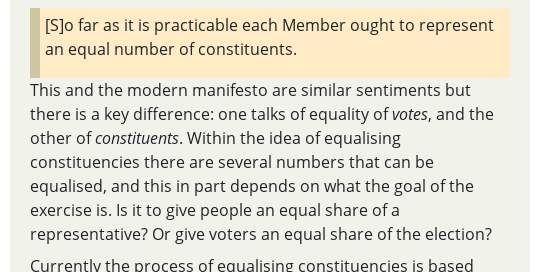 [S]o far as it is practicable each Member ought to represent
an equal number of constituents.
This and the modern manifesto are similar sentiments but
there is a key difference: one talks of equality of votes, and the
other of constituents. Within the idea of equalising
constituencies there are several numbers that can be
equalised, and this in part depends on what the goal of the
exercise is. Is it to give people an equal share of a
representative? Or give voters an equal share of the election?
Currently the process of equalising constituencies is based